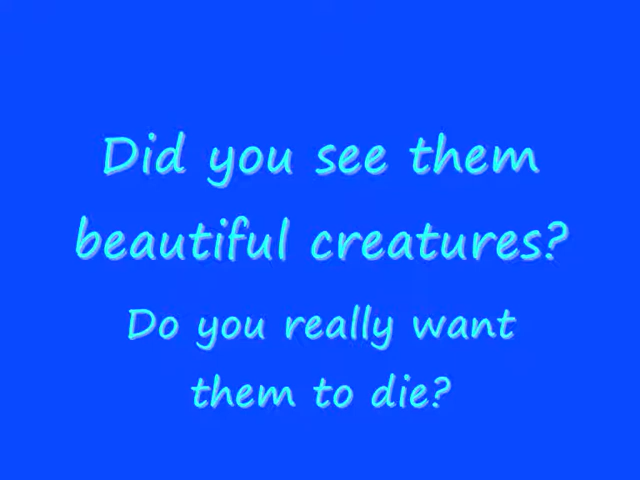 Did you see them
beautiful creatures?
Do you really want
them to die?